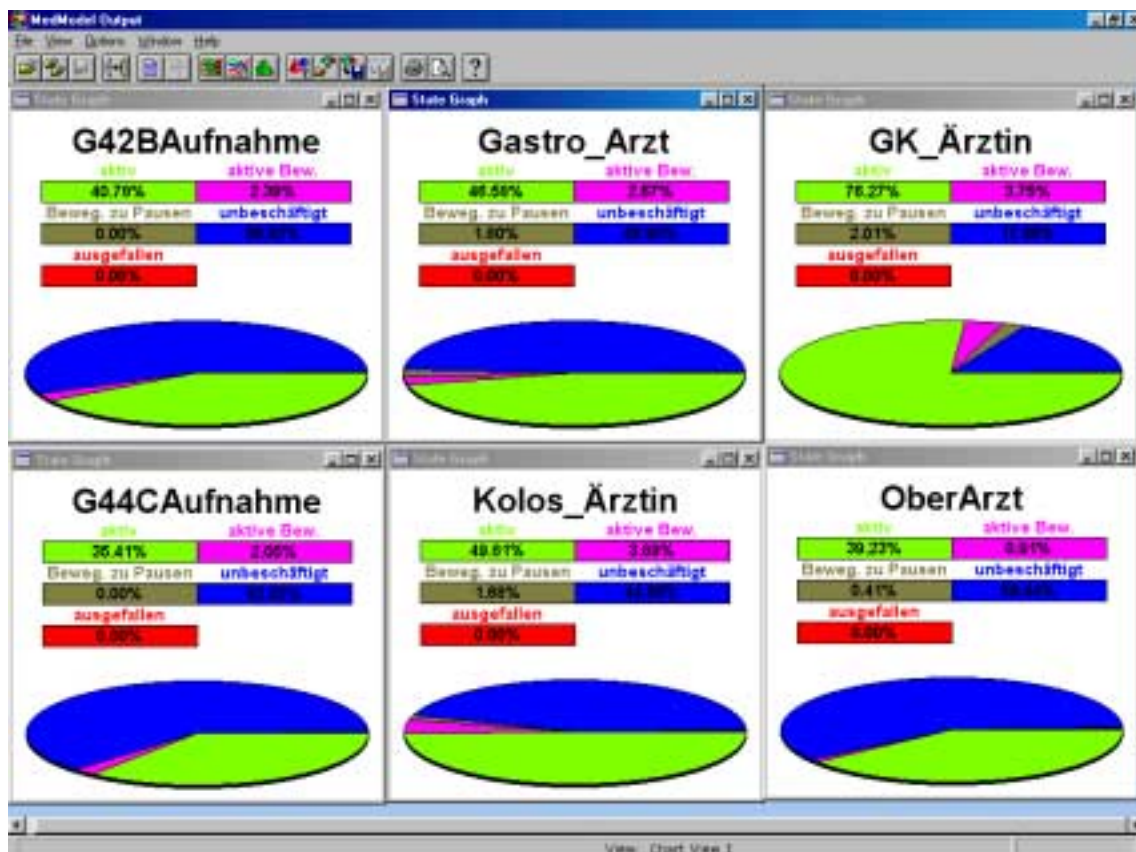 MedModel Output
File View Options Window Help
State Graph
G42BAufnahme
aktiv aktive Bew.
40.70% 2.39%
Beweg. zu Pausen unbeschäftigt
0.00%
ausgefallen
0.00%
State Graph
Gastro_Arzt
aktiv aktive Bew.
46.56% 2.87%
Beweg. zu Pausen unbeschäftigt
1.60%
ausgefallen
0.00%
State Graph
GK_Ärztin
aktiv aktive Bew.
76.27% 3.75%
Beweg. zu Pausen unbeschäftigt
2.01%
ausgefallen
0.00%
State Graph
G44CAufnahme
aktiv aktive Bew.
35.41% 2.06%
Beweg. zu Pausen unbeschäftigt
0.00%
ausgefallen
0.00%
State Graph
Kolos_Ärztin
aktiv aktive Bew.
49.61%
Beweg. zu Pausen unbeschäftigt
1.68%
ausgefallen
0.00%
State Graph
OberArzt
aktiv aktive Bew.
39.23% 0.91%
Beweg. zu Pausen unbeschäftigt
0.41%
ausgefallen
0.00%
View: Chart View 1